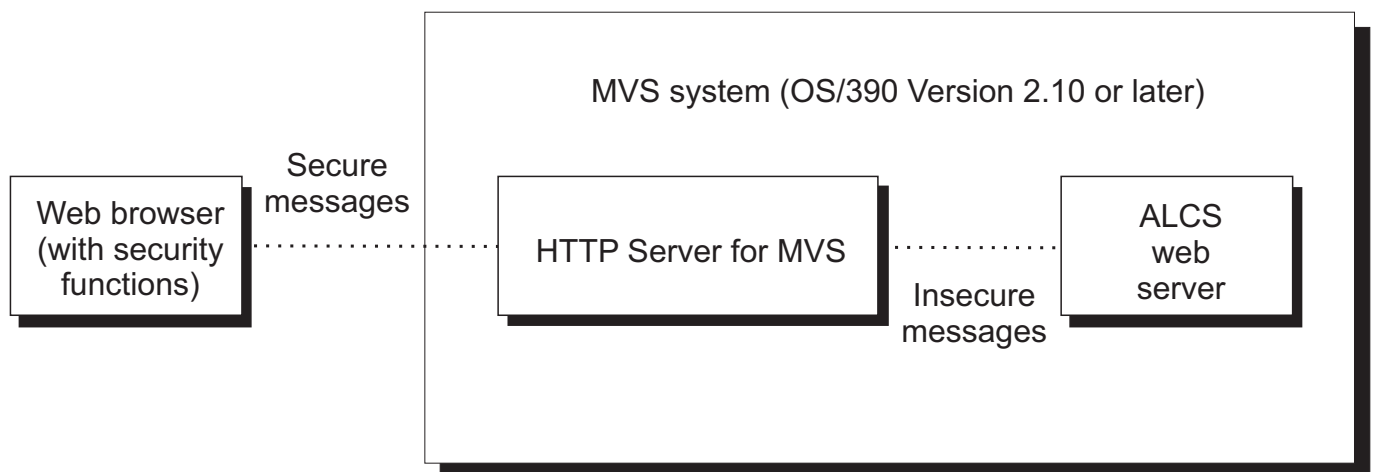 MVS system (OS/390 Version 2.10 or later)
Secure
messages
Web browser
(with security
functions)
HTTP Server for MVS
Insecure
messages
ALCS
web
server